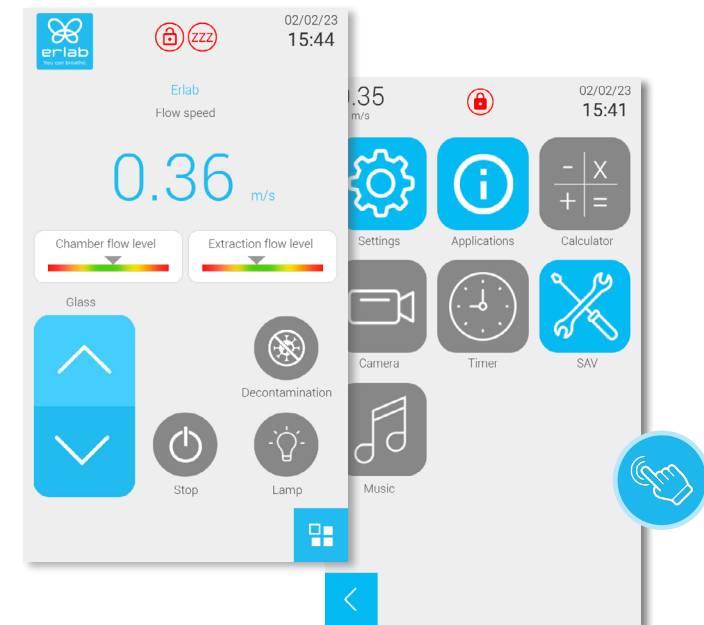 erlab
You can breathe.
ZZZ
02/02/23
15:44
Erlab
Flow speed
0.36 m/s
Chamber flow level
Extraction flow level
Glass
Decontamination
Stop
Lamp
.35
m/s
02/02/23
15:41
Settings
Applications
Calculator
Camera
Timer
SAV
Music